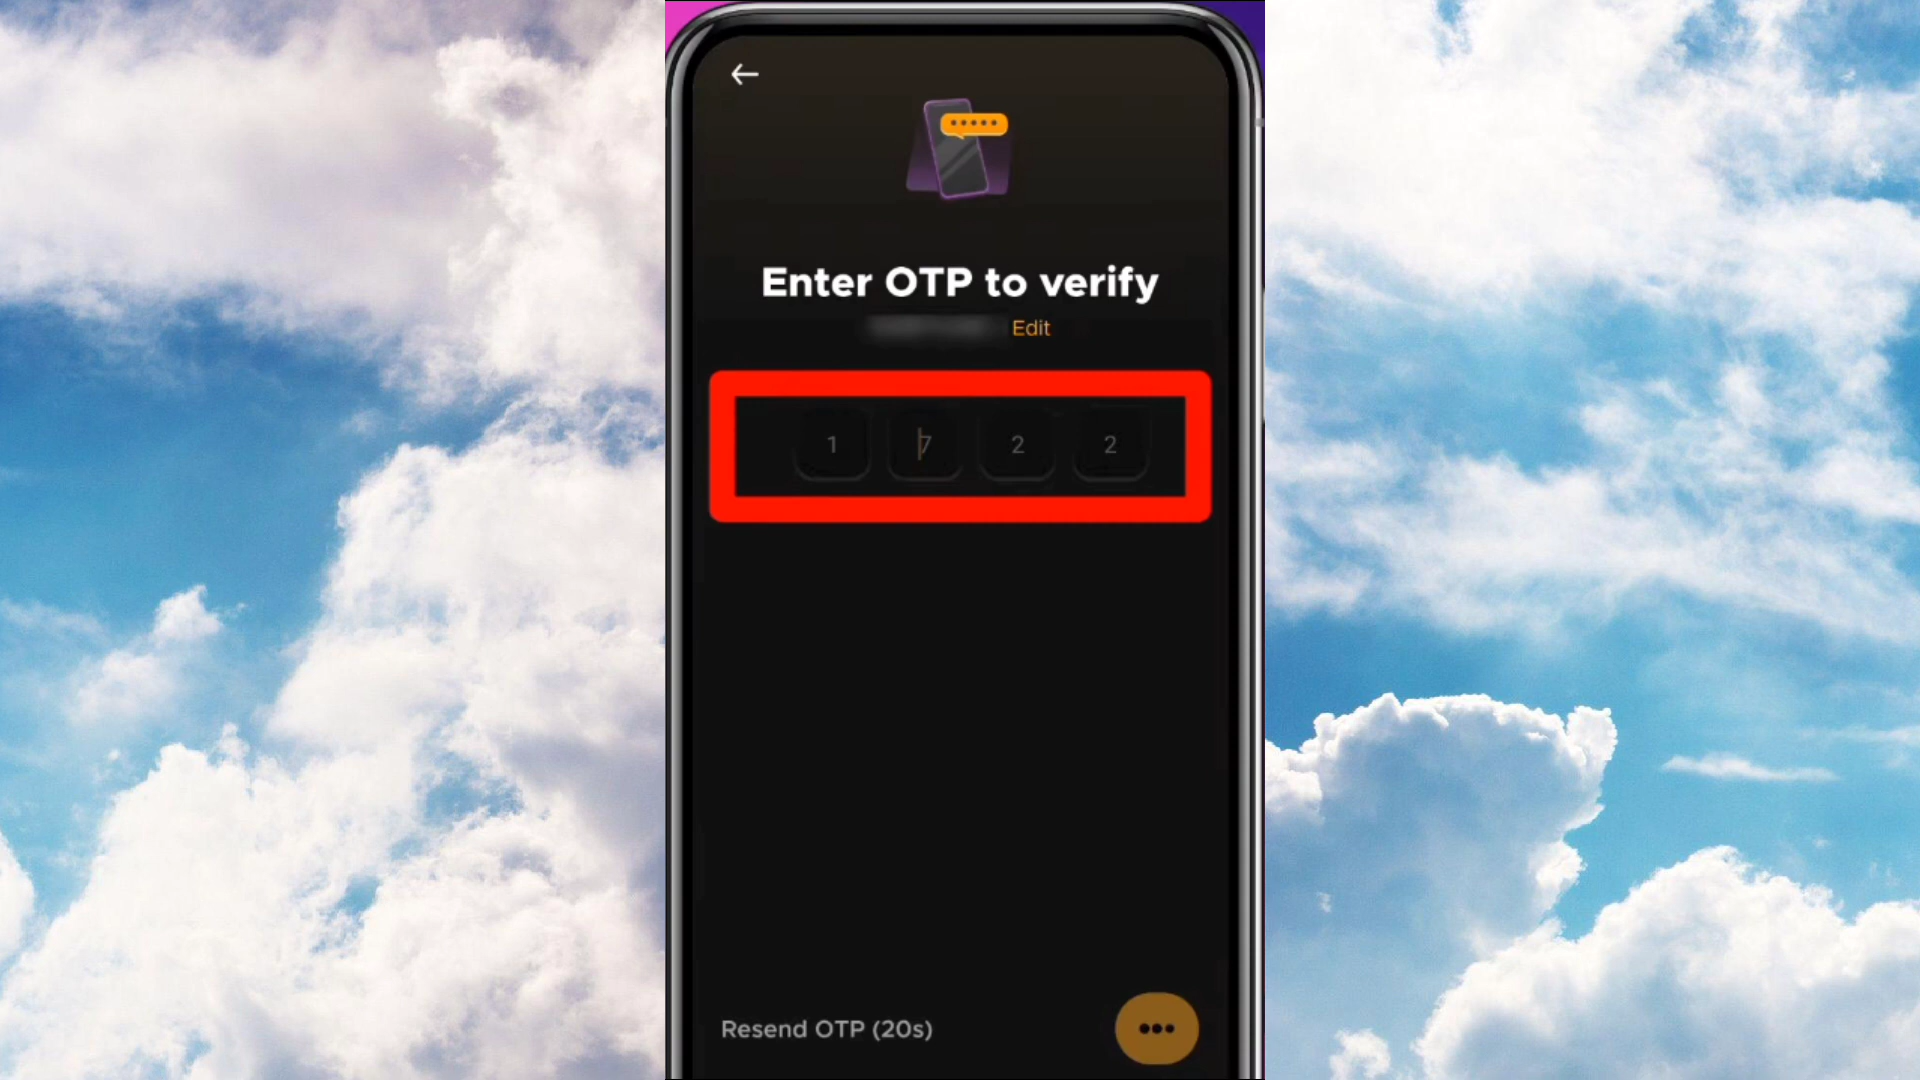 Enter OTP to verify
Edit
1 7 2 2
Resend OTP (20s)